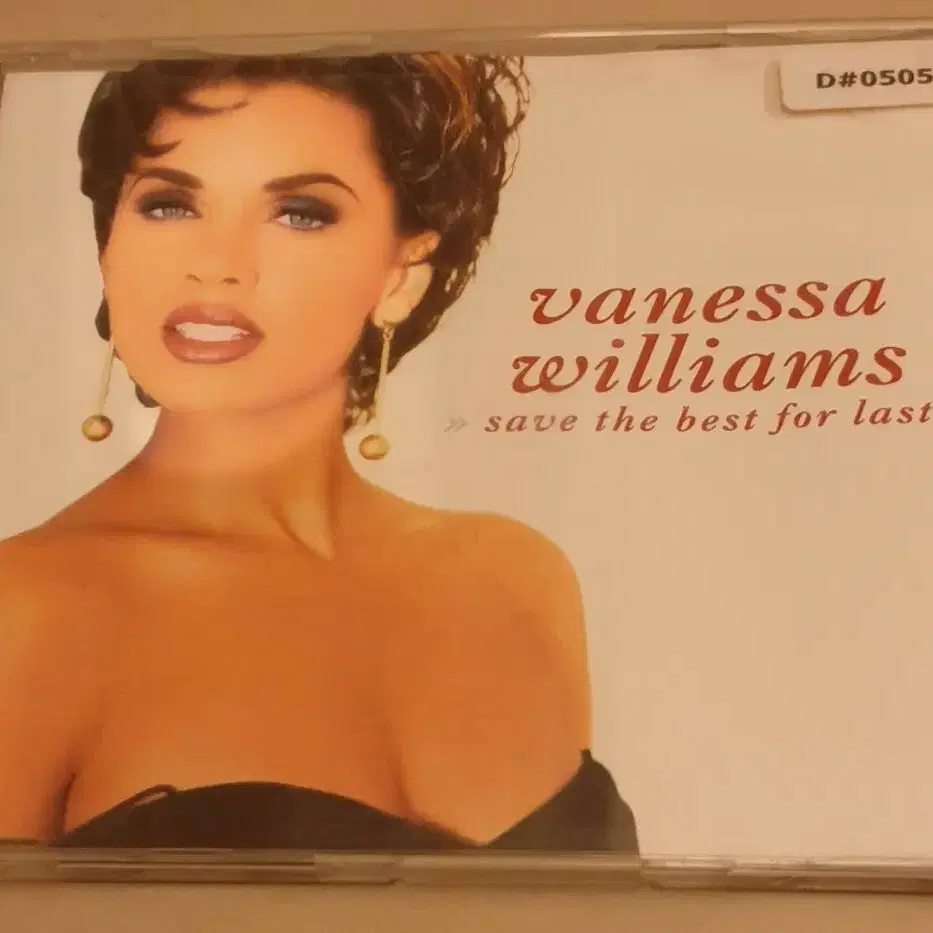 D#0505
vanessa
williams
» save the best for last